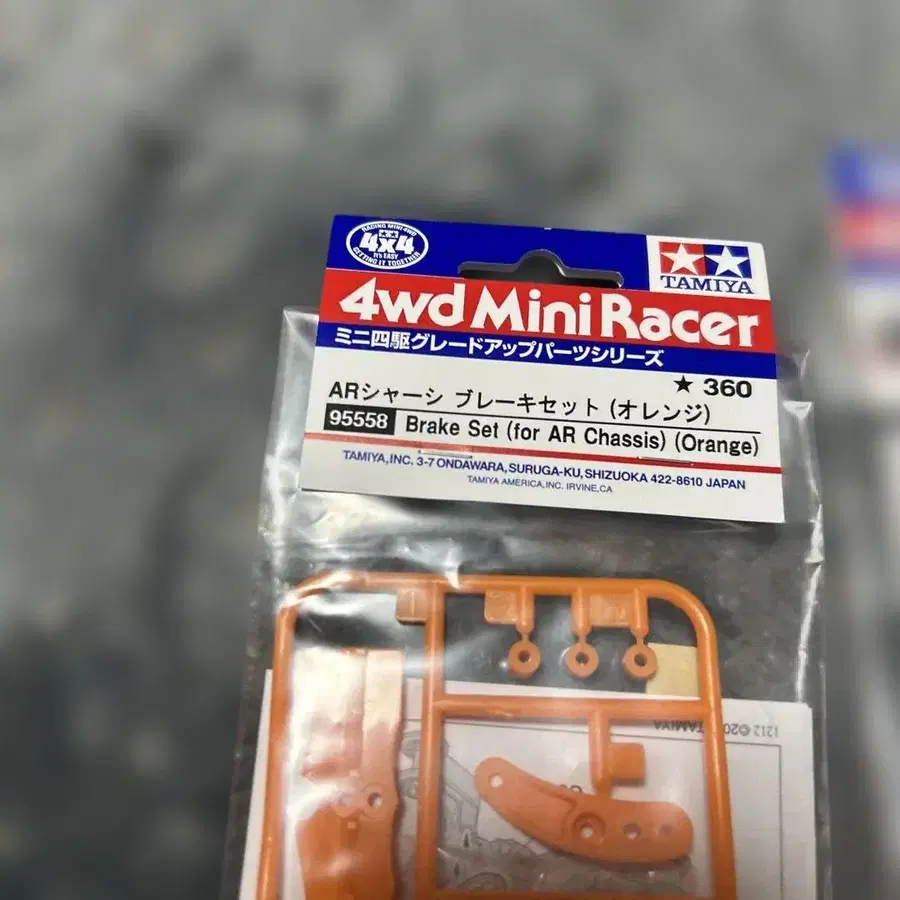 RACING MINI 4WD
4x4
It's EASY
GETTING IT TOGETHER
TAMIYA
4wd Mini Racer
ミニ四駆グレードアップパーツシリーズ
★ 360
ARシャーシ ブレーキセット (オレンジ)
95558 Brake Set (for AR Chassis) (Orange)
TAMIYA, INC. 3-7 ONDAWARA, SURUGA-KU, SHIZUOKA 422-8610 JAPAN
TAMIYA AMERICA, INC. IRVINE, CA
1212 ©20 TAMIYA